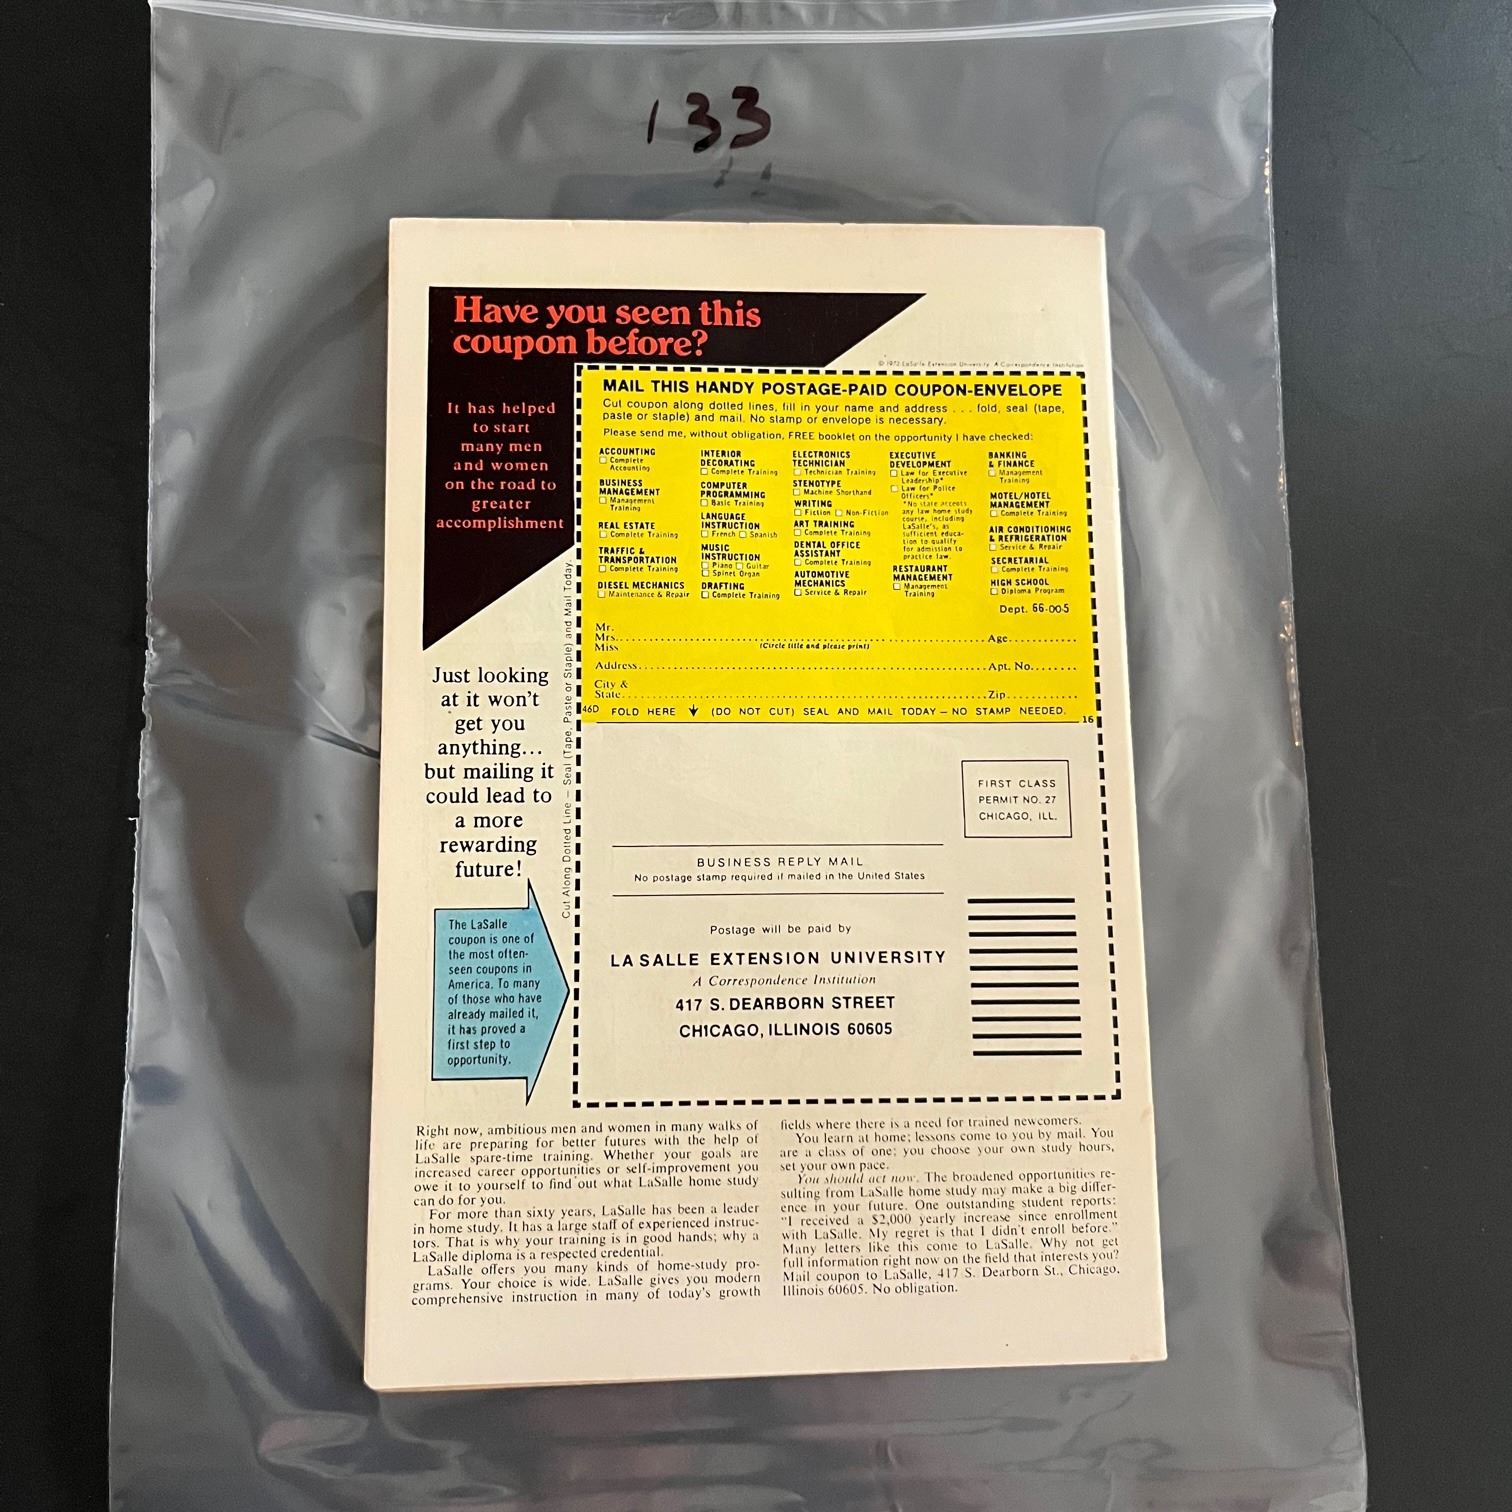 133
Have you seen this
coupon before?
It has helped
to start
many men
and women
on the road to
greater
accomplishment
Just looking
at it won't
get you
anything...
but mailing it
could lead to
a more
rewarding
future!
The LaSalle
coupon is one of
the most often-
seen coupons in
America. To many
of those who have
already mailed it,
it has proved a
first step to
opportunity.
Cut Along Dotted Line — Seal (Tape, Paste or Staple) and Mail Today.
© 1972 LaSalle Extension University A Correspondence Institution
MAIL THIS HANDY POSTAGE-PAID COUPON-ENVELOPE
Cut coupon along dotted lines, fill in your name and address . . . fold, seal (tape,
paste or staple) and mail. No stamp or envelope is necessary.
Please send me, without obligation, FREE booklet on the opportunity I have checked:
ACCOUNTING
☐ Complete
Accounting
BUSINESS
MANAGEMENT
☐ Management
Training
REAL ESTATE
☐ Complete Training
TRAFFIC &
TRANSPORTATION
☐ Complete Training
DIESEL MECHANICS
☐ Maintenance & Repair
INTERIOR
DECORATING
☐ Complete Training
COMPUTER
PROGRAMMING
☐ Basic Training
LANGUAGE
INSTRUCTION
☐ French ☐ Spanish
MUSIC
INSTRUCTION
☐ Piano ☐ Guitar
☐ Spinet Organ
DRAFTING
☐ Complete Training
ELECTRONICS
TECHNICIAN
☐ Technician Training
STENOTYPE
☐ Machine Shorthand
WRITING
☐ Fiction ☐ Non-Fiction
ART TRAINING
☐ Complete Training
DENTAL OFFICE
ASSISTANT
☐ Complete Training
AUTOMOTIVE
MECHANICS
☐ Service & Repair
EXECUTIVE
DEVELOPMENT
☐ Law for Executive
Leadership*
☐ Law for Police
Officers*
*No state accepts
any law home study
course, including
LaSalle's, as
sufficient educa-
tion to qualify
for admission to
practice law.
RESTAURANT
MANAGEMENT
☐ Management
Training
BANKING
& FINANCE
☐ Management
Training
MOTEL/HOTEL
MANAGEMENT
☐ Complete Training
AIR CONDITIONING
& REFRIGERATION
☐ Service & Repair
SECRETARIAL
☐ Complete Training
HIGH SCHOOL
☐ Diploma Program
Dept. 66-005
Mr.
Mrs. Age
Miss (Circle title and please print)
Address Apt. No.
City &
State Zip
46D FOLD HERE (DO NOT CUT) SEAL AND MAIL TODAY — NO STAMP NEEDED.
16
FIRST CLASS
PERMIT NO. 27
CHICAGO, ILL.
BUSINESS REPLY MAIL
No postage stamp required if mailed in the United States
Postage will be paid by
LA SALLE EXTENSION UNIVERSITY
A Correspondence Institution
417 S. DEARBORN STREET
CHICAGO, ILLINOIS 60605
Right now, ambitious men and women in many walks of
life are preparing for better futures with the help of
LaSalle spare-time training. Whether your goals are
increased career opportunities or self-improvement you
owe it to yourself to find out what LaSalle home study
can do for you.
For more than sixty years, LaSalle has been a leader
in home study. It has a large staff of experienced instruc-
tors. That is why your training is in good hands; why a
LaSalle diploma is a respected credential.
LaSalle offers you many kinds of home-study pro-
grams. Your choice is wide. LaSalle gives you modern
comprehensive instruction in many of today's growth
fields where there is a need for trained newcomers.
You learn at home; lessons come to you by mail. You
are a class of one; you choose your own study hours,
set your own pace.
You should act now. The broadened opportunities re-
sulting from LaSalle home study may make a big differ-
ence in your future. One outstanding student reports:
"I received a $2,000 yearly increase since enrollment
with LaSalle. My regret is that I didn't enroll before."
Many letters like this come to LaSalle. Why not get
full information right now on the field that interests you?
Mail coupon to LaSalle, 417 S. Dearborn St., Chicago,
Illinois 60605. No obligation.